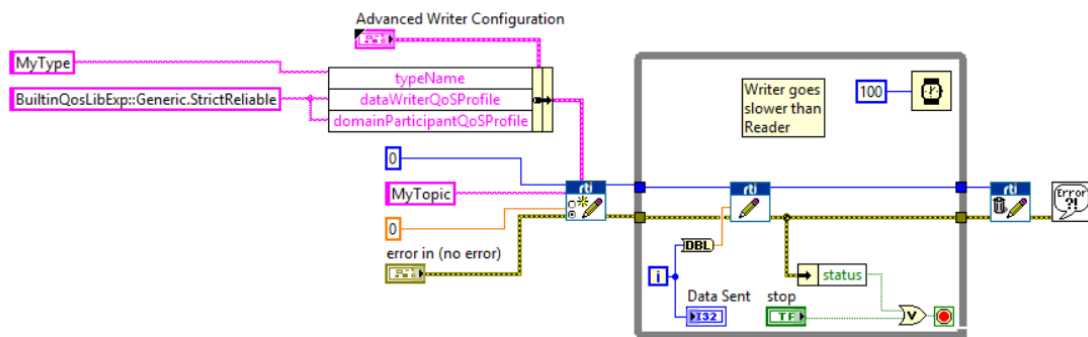 Advanced Writer Configuration
MyType
typeName
BuiltinQosLibExp::Generic.StrictReliable
dataWriterQoSProfile
domainParticipantQoSProfile
Writer goes
slower than
Reader
100
0
MyTopic
rti
rti
rti
Error
?!
0
error in (no error)
DBL
i
status
Data Sent
stop
I32
TF
V